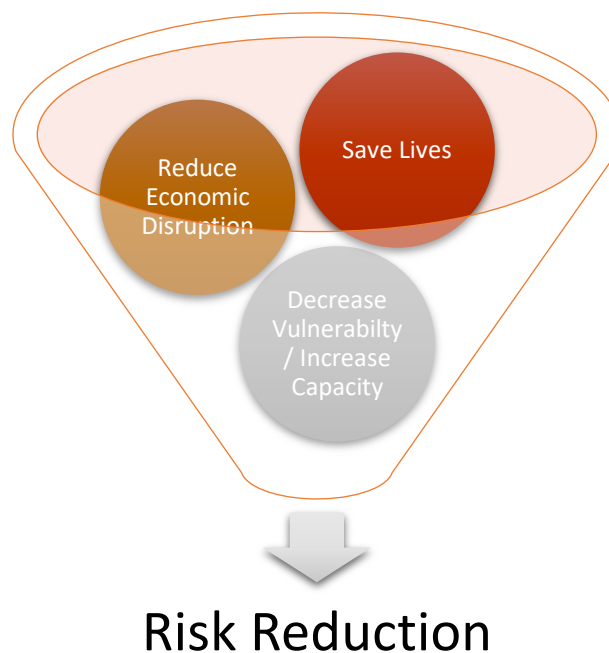 Save Lives
Reduce
Economic
Disruption
Decrease
Vulnerabilty
/ Increase
Capacity
Risk Reduction